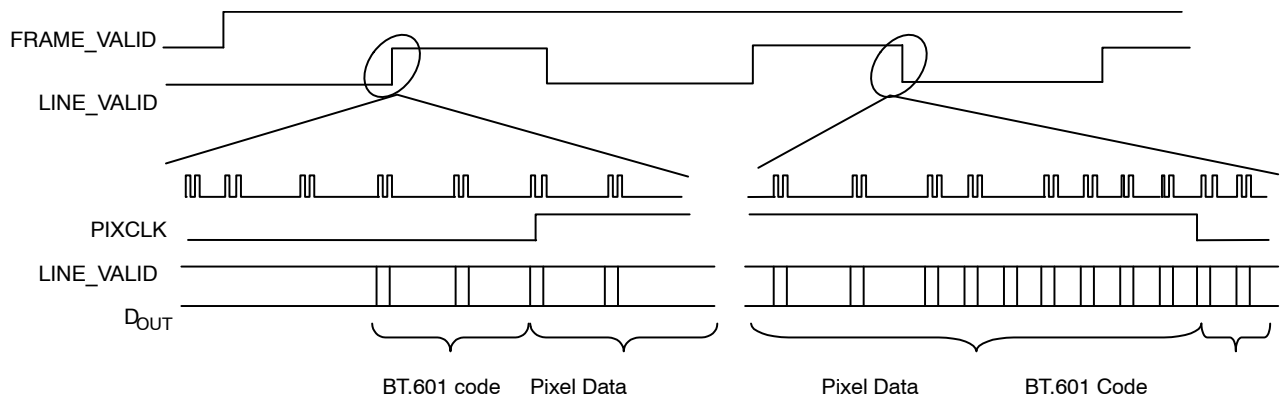 FRAME_VALID
LINE_VALID
PIXCLK
LINE_VALID
DOUT
BT.601 code Pixel Data Pixel Data BT.601 Code